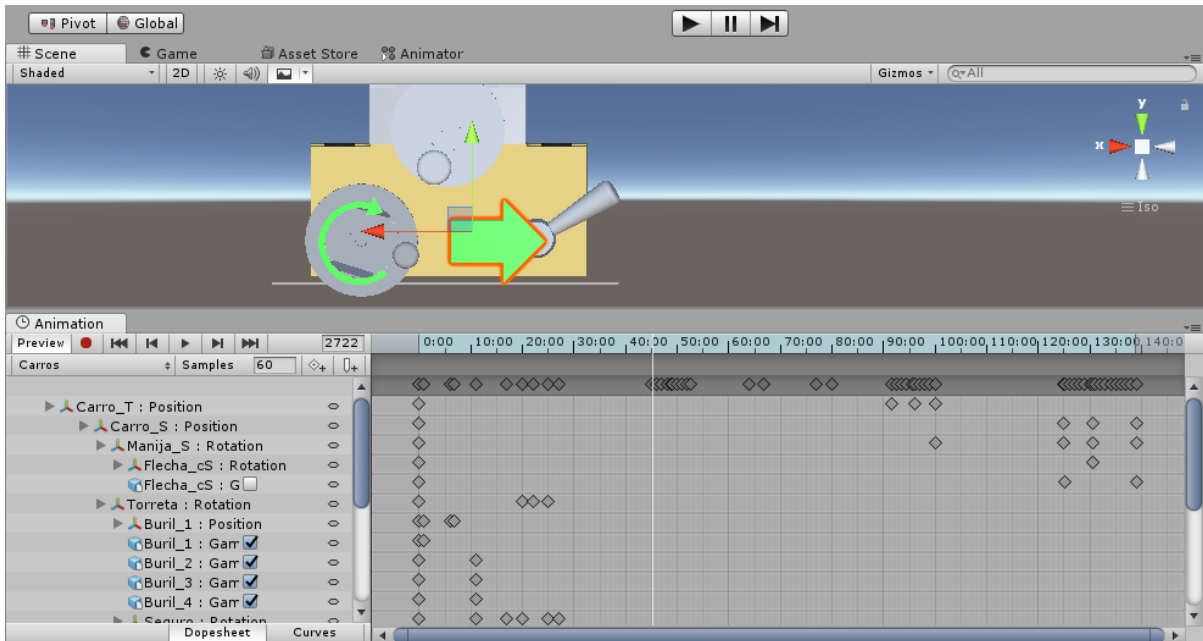 Pivot Global
Scene Game Asset Store Animator
Shaded 2D Gizmos All
y
x
Iso
Animation
Preview 2722 0:00 10:00 20:00 30:00 40:00 50:00 60:00 70:00 80:00 90:00 100:00 110:00 120:00 130:00 140:0
Carros Samples 60
Carro_T : Position
Carro_S : Position
Manija_S : Rotation
Flecha_cS : Rotation
Flecha_cS : G
Torreta : Rotation
Buril_1 : Position
Buril_1 : Gam
Buril_2 : Gam
Buril_3 : Gam
Buril_4 : Gam
Seguro : Rotation
Dopesheet Curves